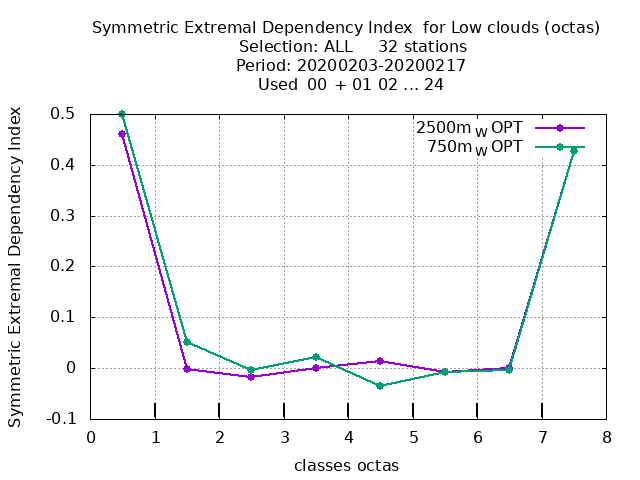 Symmetric Extremal Dependency Index  for Low clouds (octas)
Selection: ALL     32 stations
Period: 20200203-20200217
Used  00  + 01 02 ... 24
Symmetric Extremal Dependency Index
0.5
0.4
0.3
0.2
0.1
0
-0.1
2500m W OPT
750m W OPT
0 1 2 3 4 5 6 7 8
classes octas